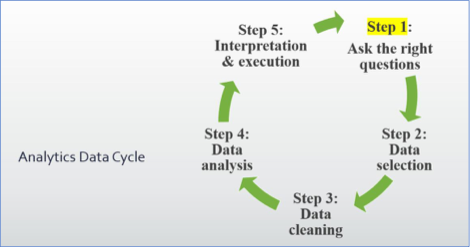 Step 1:
Ask the right
questions
Step 2:
Data
selection
Step 3:
Data
cleaning
Step 4:
Data
analysis
Step 5:
Interpretation
& execution
Analytics Data Cycle